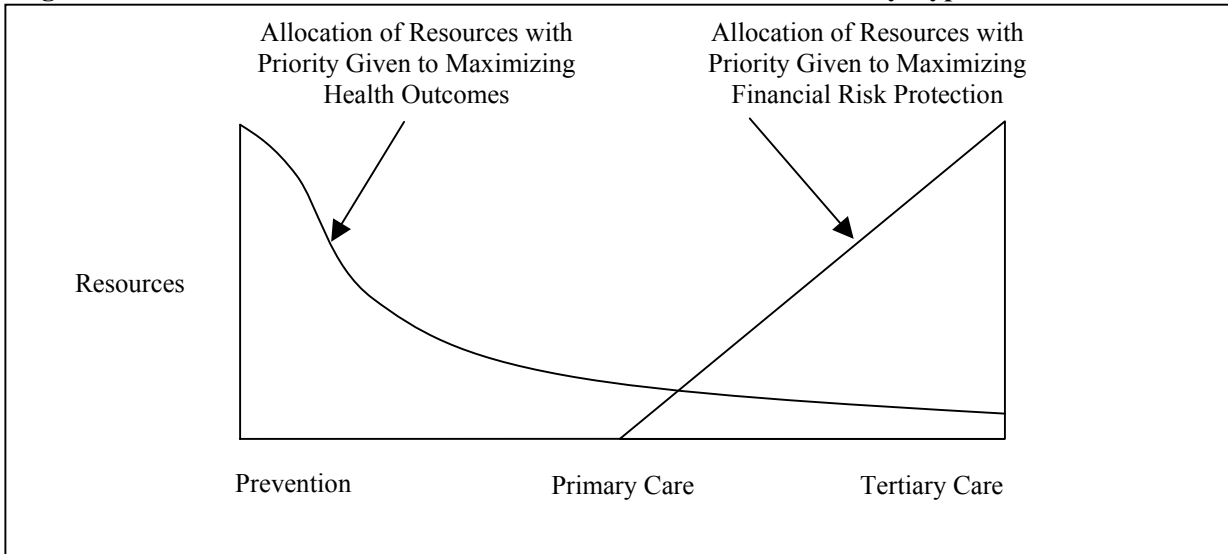 Allocation of Resources with
Priority Given to Maximizing
Health Outcomes
Allocation of Resources with
Priority Given to Maximizing
Financial Risk Protection
Resources
Prevention
Primary Care
Tertiary Care